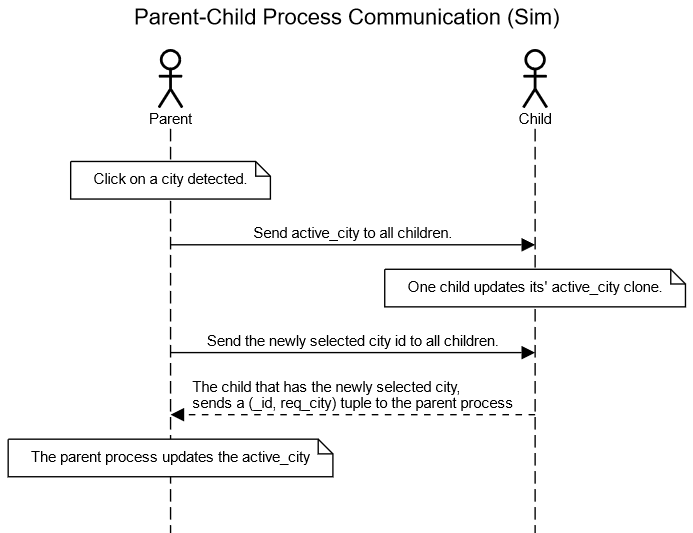 Parent-Child Process Communication (Sim)
Parent
Child
Click on a city detected.
Send active_city to all children.
One child updates its' active_city clone.
Send the newly selected city id to all children.
The child that has the newly selected city,
sends a (_id, req_city) tuple to the parent process
The parent process updates the active_city